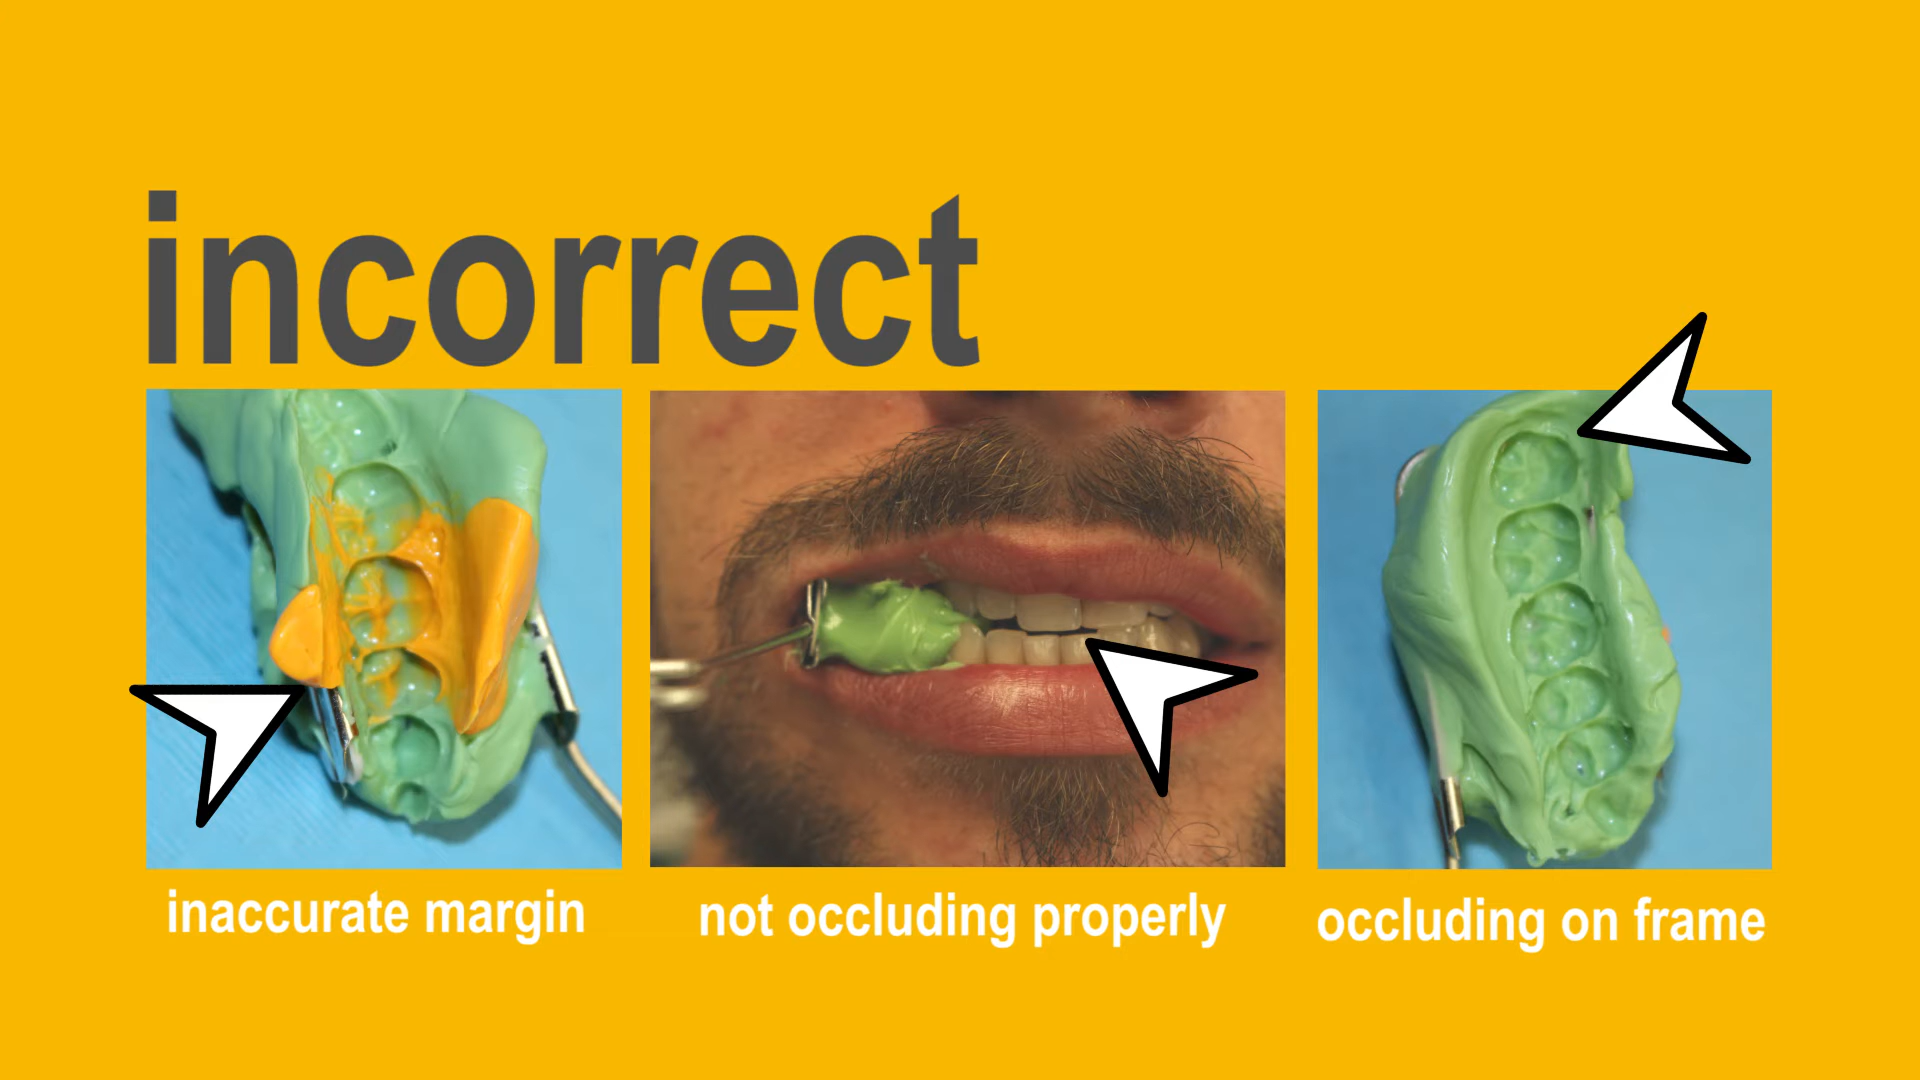 incorrect
inaccurate margin
not occluding properly
occluding on frame